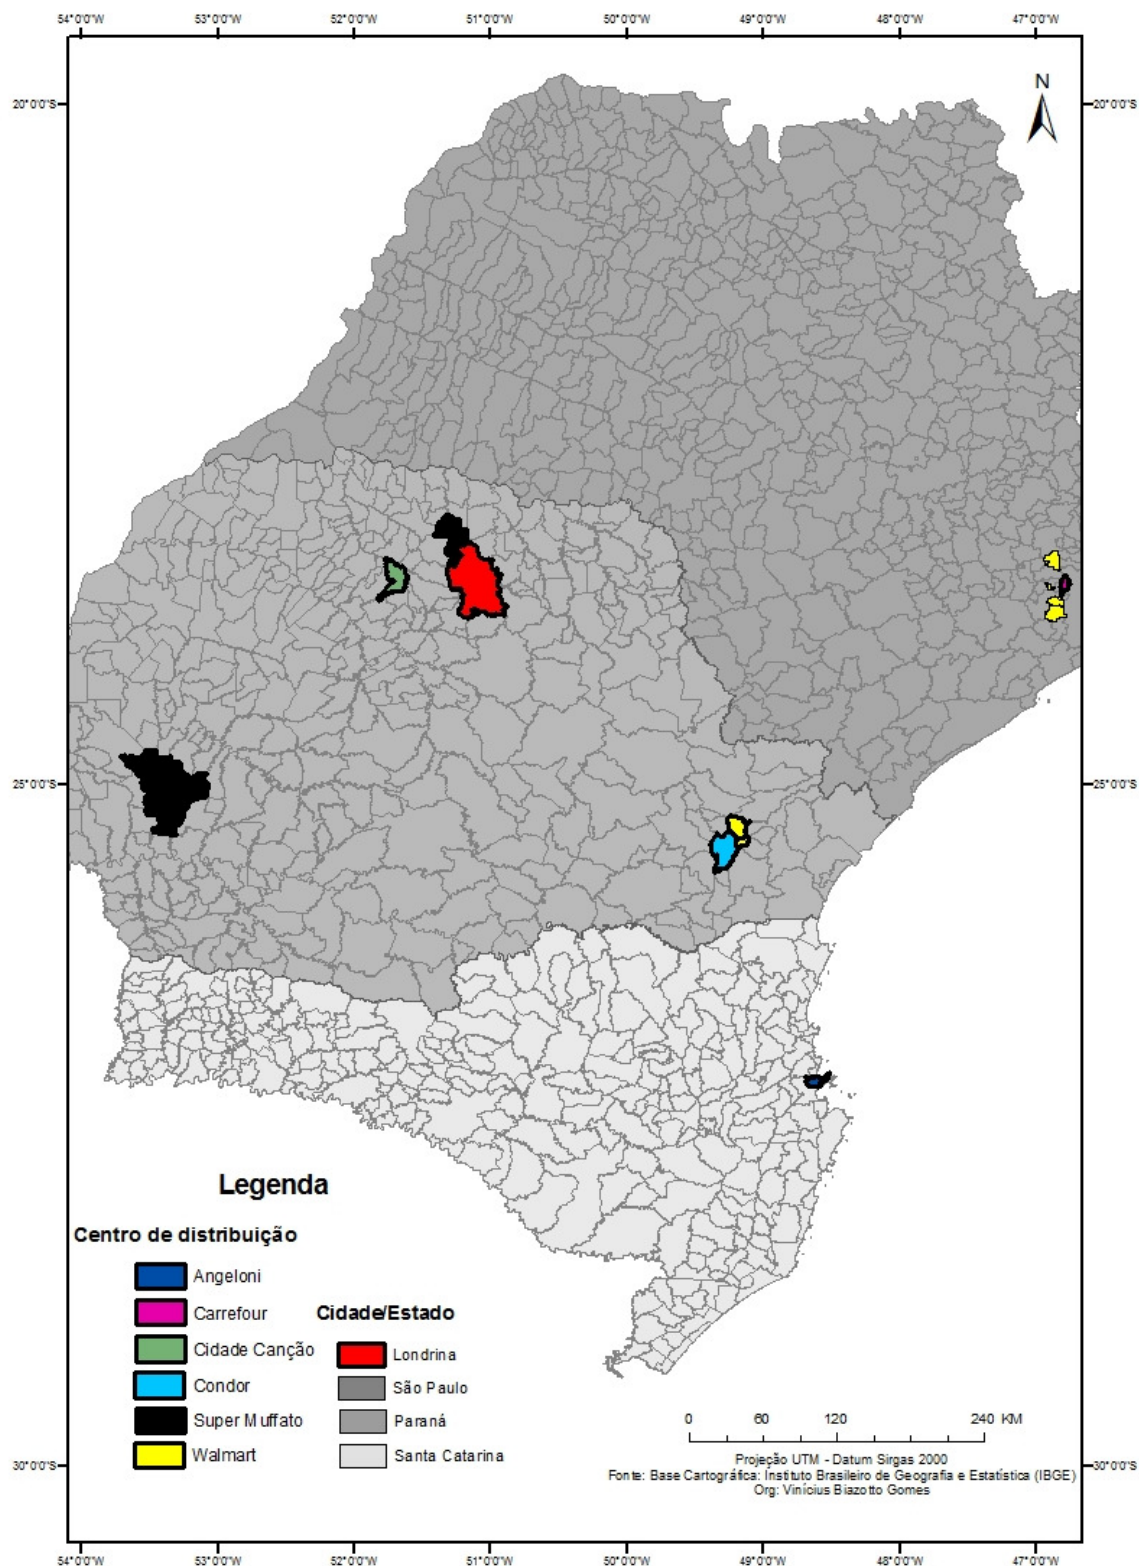 54°0'0"W 53°0'0"W 52°0'0"W 51°0'0"W 50°0'0"W 49°0'0"W 48°0'0"W 47°0'0"W
N
20°0'0"S 20°0'0"S
25°0'0"S 25°0'0"S
Legenda
Centro de distribuição
Angeloni
Carrefour
Cidade Canção
Condor
Super Muffato
Walmart
Cidade/Estado
Londrina
São Paulo
Paraná
Santa Catarina
0 60 120 240 KM
Projeção UTM - Datum Sirgas 2000
Fonte: Base Cartográfica: Instituto Brasileiro de Geografia e Estatística (IBGE)
Org: Vinícius Biazotto Gomes
30°0'0"S 30°0'0"S
54°0'0"W 53°0'0"W 52°0'0"W 51°0'0"W 50°0'0"W 49°0'0"W 48°0'0"W 47°0'0"W